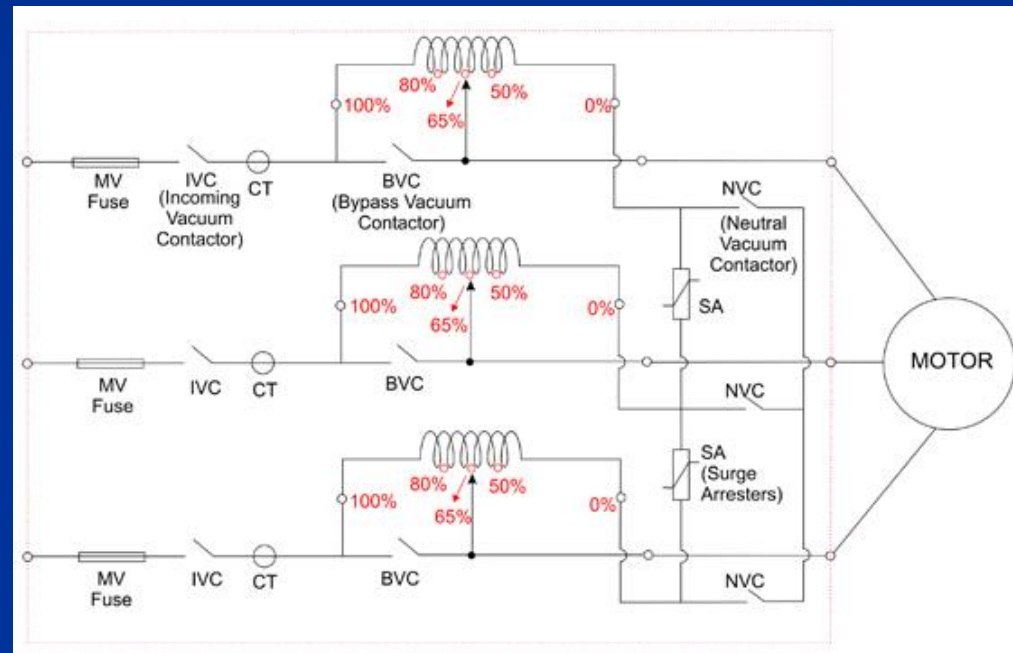 80%
50%
100%
65%
0%
MV
Fuse
IVC
(Incoming
Vacuum
Contactor)
CT
BVC
(Bypass Vacuum
Contactor)
NVC
(Neutral
Vacuum
Contactor)
80%
50%
100%
65%
0%
SA
MV
Fuse
IVC
CT
BVC
NVC
MOTOR
80%
50%
100%
65%
0%
SA
(Surge
Arresters)
MV
Fuse
IVC
CT
BVC
NVC